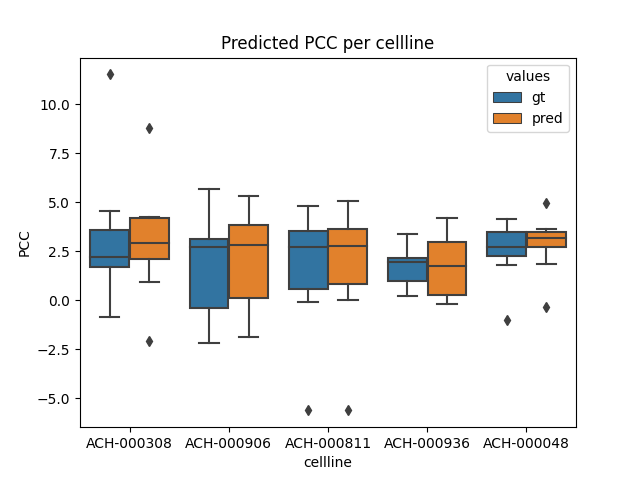 Predicted PCC per cellline
values
gt
pred
10.0
7.5
5.0
2.5
0.0
−2.5
−5.0
PCC
ACH-000308 ACH-000906 ACH-000811 ACH-000936 ACH-000048
cellline